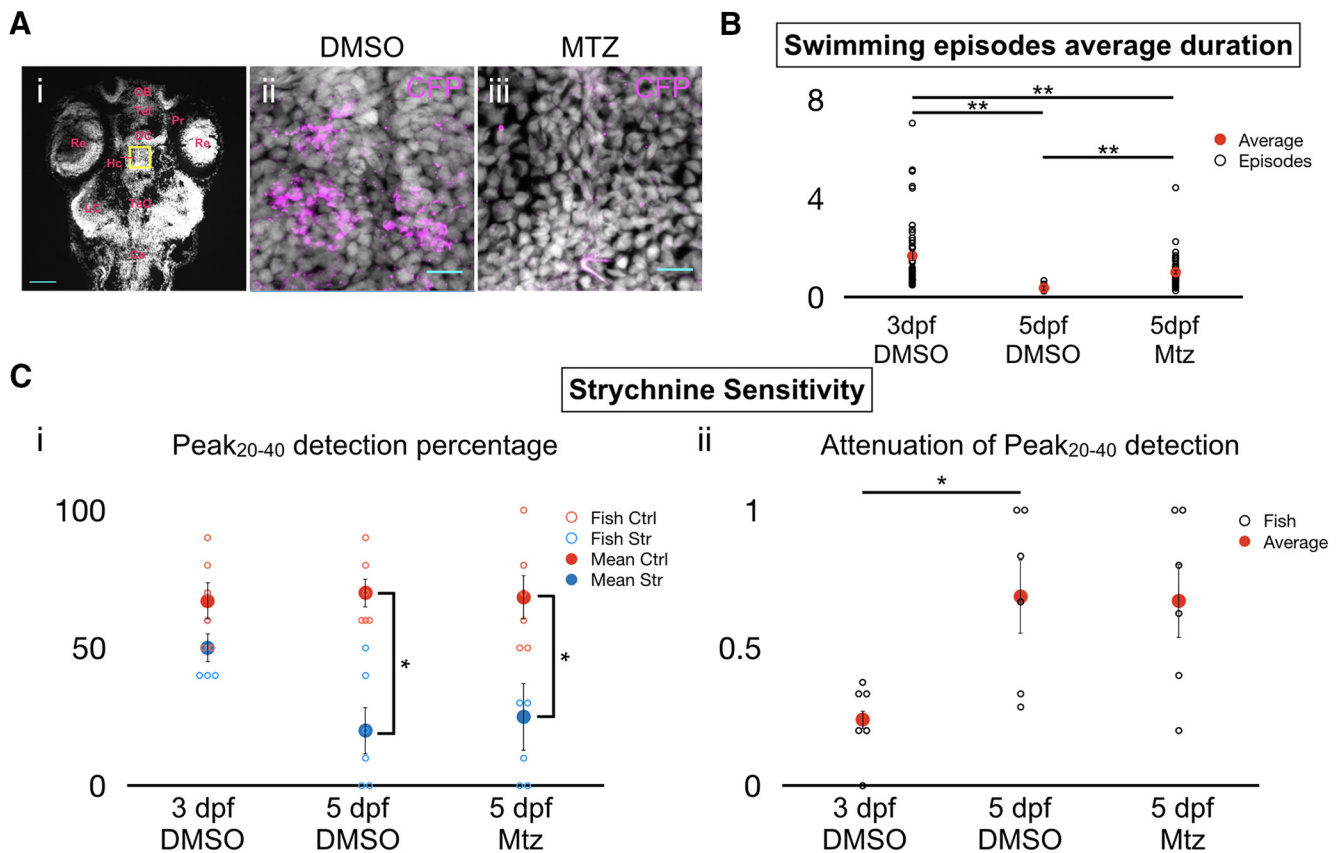 A
DMSO
MTZ
i
OB
Tel
Pr
OC
Re
Re
Hc
TeO
ii
CFP
iii
CFP
B
Swimming episodes average duration
8
**
**
**
4
0
Average
Episodes
3dpf
DMSO
5dpf
DMSO
5dpf
Mtz
C
Strychnine Sensitivity
i
Peak20-40 detection percentage
100
50
0
*
*
Fish Ctrl
Fish Str
Mean Ctrl
Mean Str
3 dpf
DMSO
5 dpf
DMSO
5 dpf
Mtz
ii
Attenuation of Peak20-40 detection
1
0.5
0
*
Fish
Average
3 dpf
DMSO
5 dpf
DMSO
5 dpf
Mtz